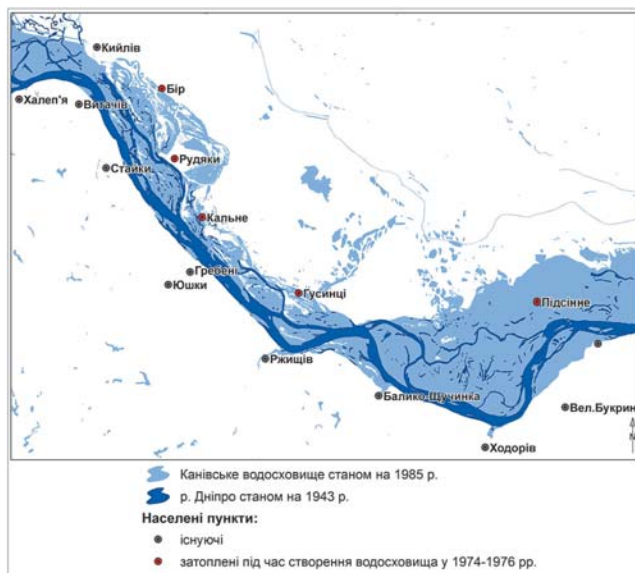 Кийлів
Бір
Халеп'я
Витачів
Рудяки
Стайки
Кальне
Гребені
Юшки
Гусинці
Підсінне
Ржищів
Балико-Щучинка
Вел.Букрин
Ходорів
N
Канівське водосховище станом на 1985 р.
р. Дніпро станом на 1943 р.
Населені пункти:
існуючі
затоплені під час створення водосховища у 1974-1976 рр.